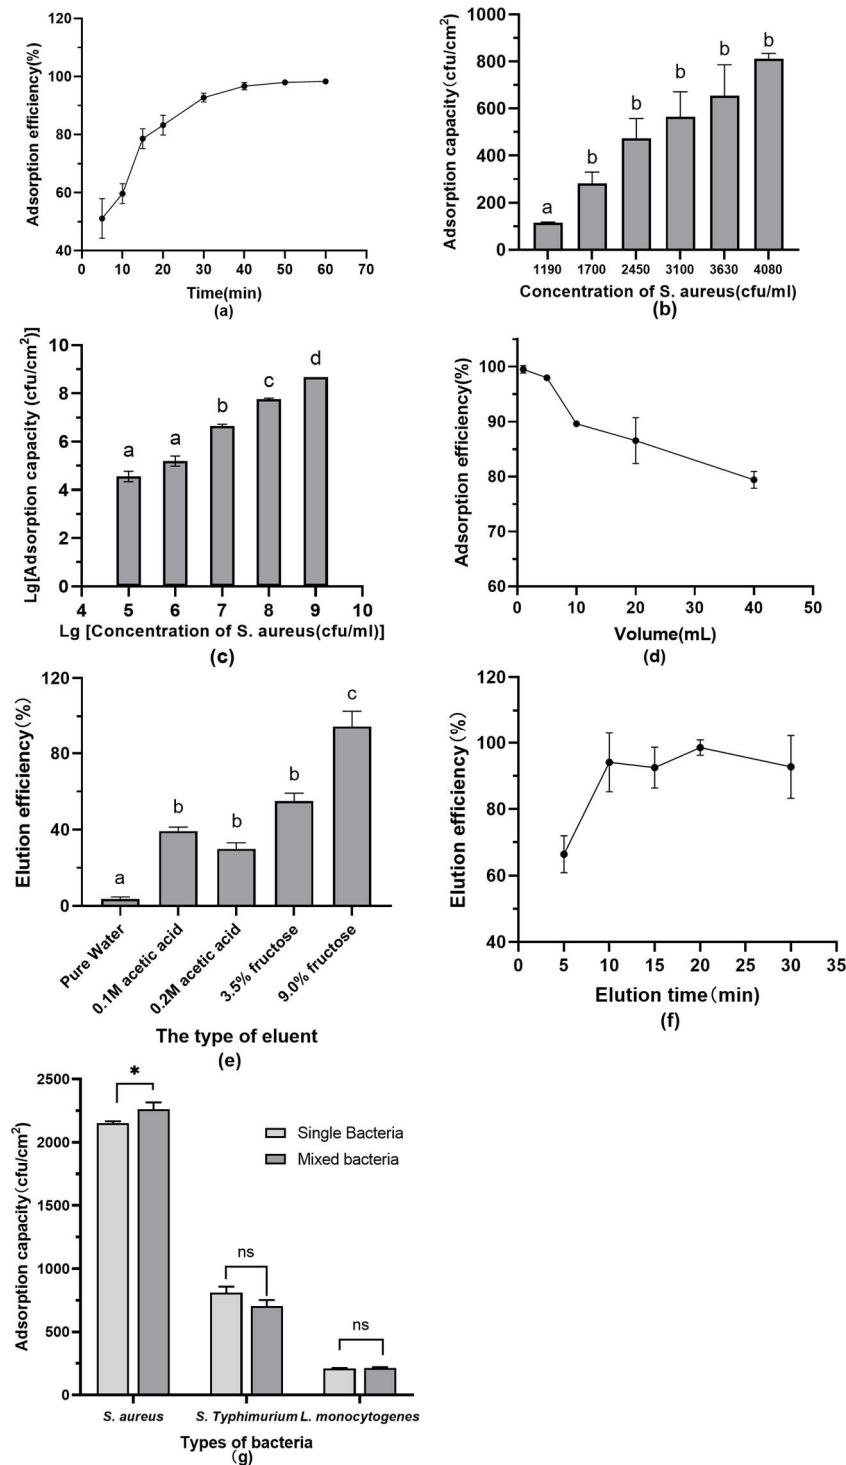 120
100
80
60
40
Adsorption efficiency(%)
0 10 20 30 40 50 60 70
Time(min)
(a)
1000
800
600
400
200
0
Adsorption capacity(cfu/cm²)
a b b b b b
1190 1700 2450 3100 3630 4080
Concentration of S. aureus(cfu/ml)
(b)
10
8
6
4
2
0
Lg[Adsorption capacity (cfu/cm²)]
a a b c d
4 5 6 7 8 9 10
Lg [Concentration of S. aureus(cfu/ml)]
(c)
100
90
80
70
60
Adsorption efficiency(%)
0 10 20 30 40 50
Volume(mL)
(d)
120
80
40
0
Elution efficiency(%)
a b b b c
Pure Water
0.1M acetic acid
0.2M acetic acid
3.5% fructose
9.0% fructose
The type of eluent
(e)
120
100
80
60
40
Elution efficiency(%)
0 5 10 15 20 25 30 35
Elution time(min)
(f)
2500
2000
1500
1000
500
0
Adsorption capacity(cfu/cm²)
*
ns
ns
Single Bacteria
Mixed bacteria
S. aureus S. Typhimurium L. monocytogenes
Types of bacteria
(g)